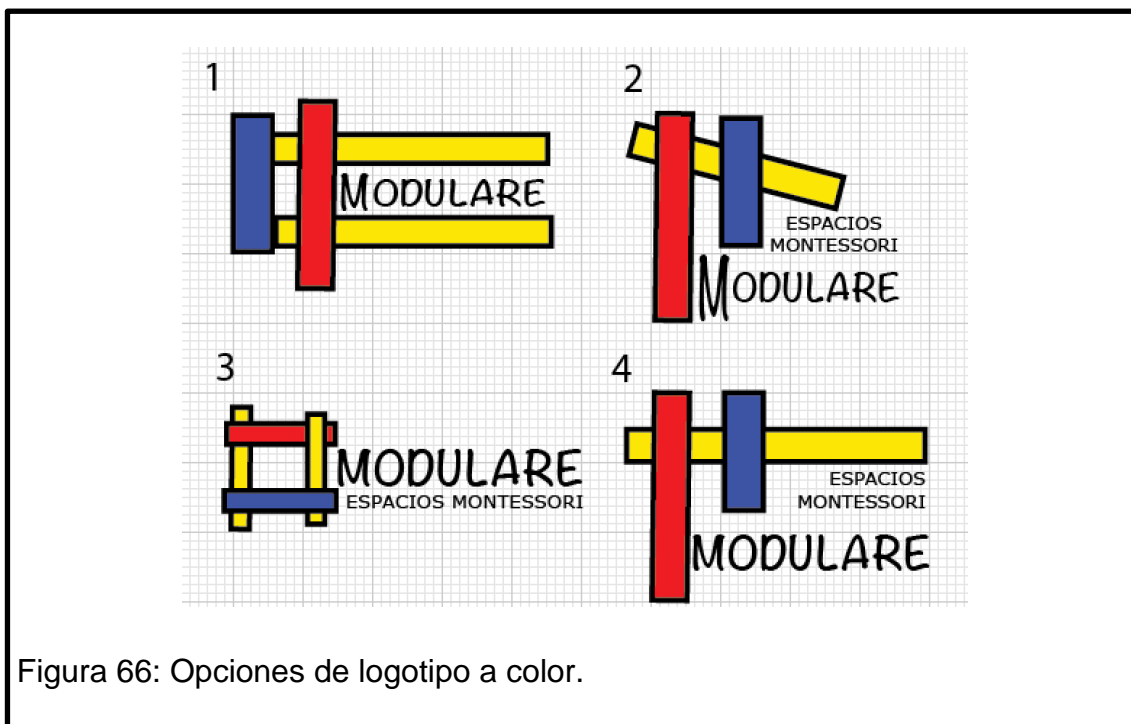 1
MODULARE
2
ESPACIOS
MONTESSORI
MODULARE
3
MODULARE
ESPACIOS MONTESSORI
4
ESPACIOS
MONTESSORI
MODULARE
Figura 66: Opciones de logotipo a color.